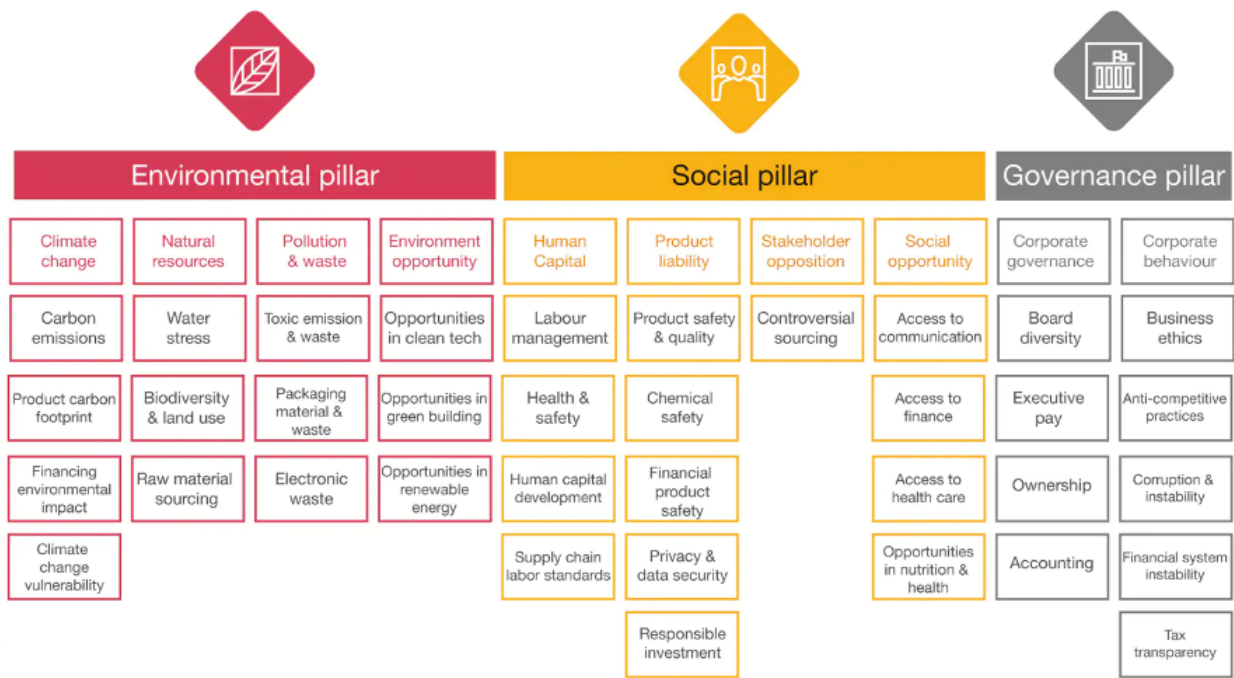 Environmental pillar
Social pillar
Governance pillar
Climate
change
Natural
resources
Pollution
& waste
Environment
opportunity
Human
Capital
Product
liability
Stakeholder
opposition
Social
opportunity
Corporate
governance
Corporate
behaviour
Carbon
emissions
Water
stress
Toxic emission
& waste
Opportunities
in clean tech
Labour
management
Product safety
& quality
Controversial
sourcing
Access to
communication
Board
diversity
Business
ethics
Product carbon
footprint
Biodiversity
& land use
Packaging
material &
waste
Opportunities in
green building
Health &
safety
Chemical
safety
Access to
finance
Executive
pay
Anti-competitive
practices
Financing
environmental
impact
Raw material
sourcing
Electronic
waste
Opportunities in
renewable
energy
Human capital
development
Financial
product
safety
Access to
health care
Ownership
Corruption &
instability
Climate
change
vulnerability
Supply chain
labor standards
Privacy &
data security
Opportunities
in nutrition &
health
Accounting
Financial system
instability
Responsible
investment
Tax
transparency